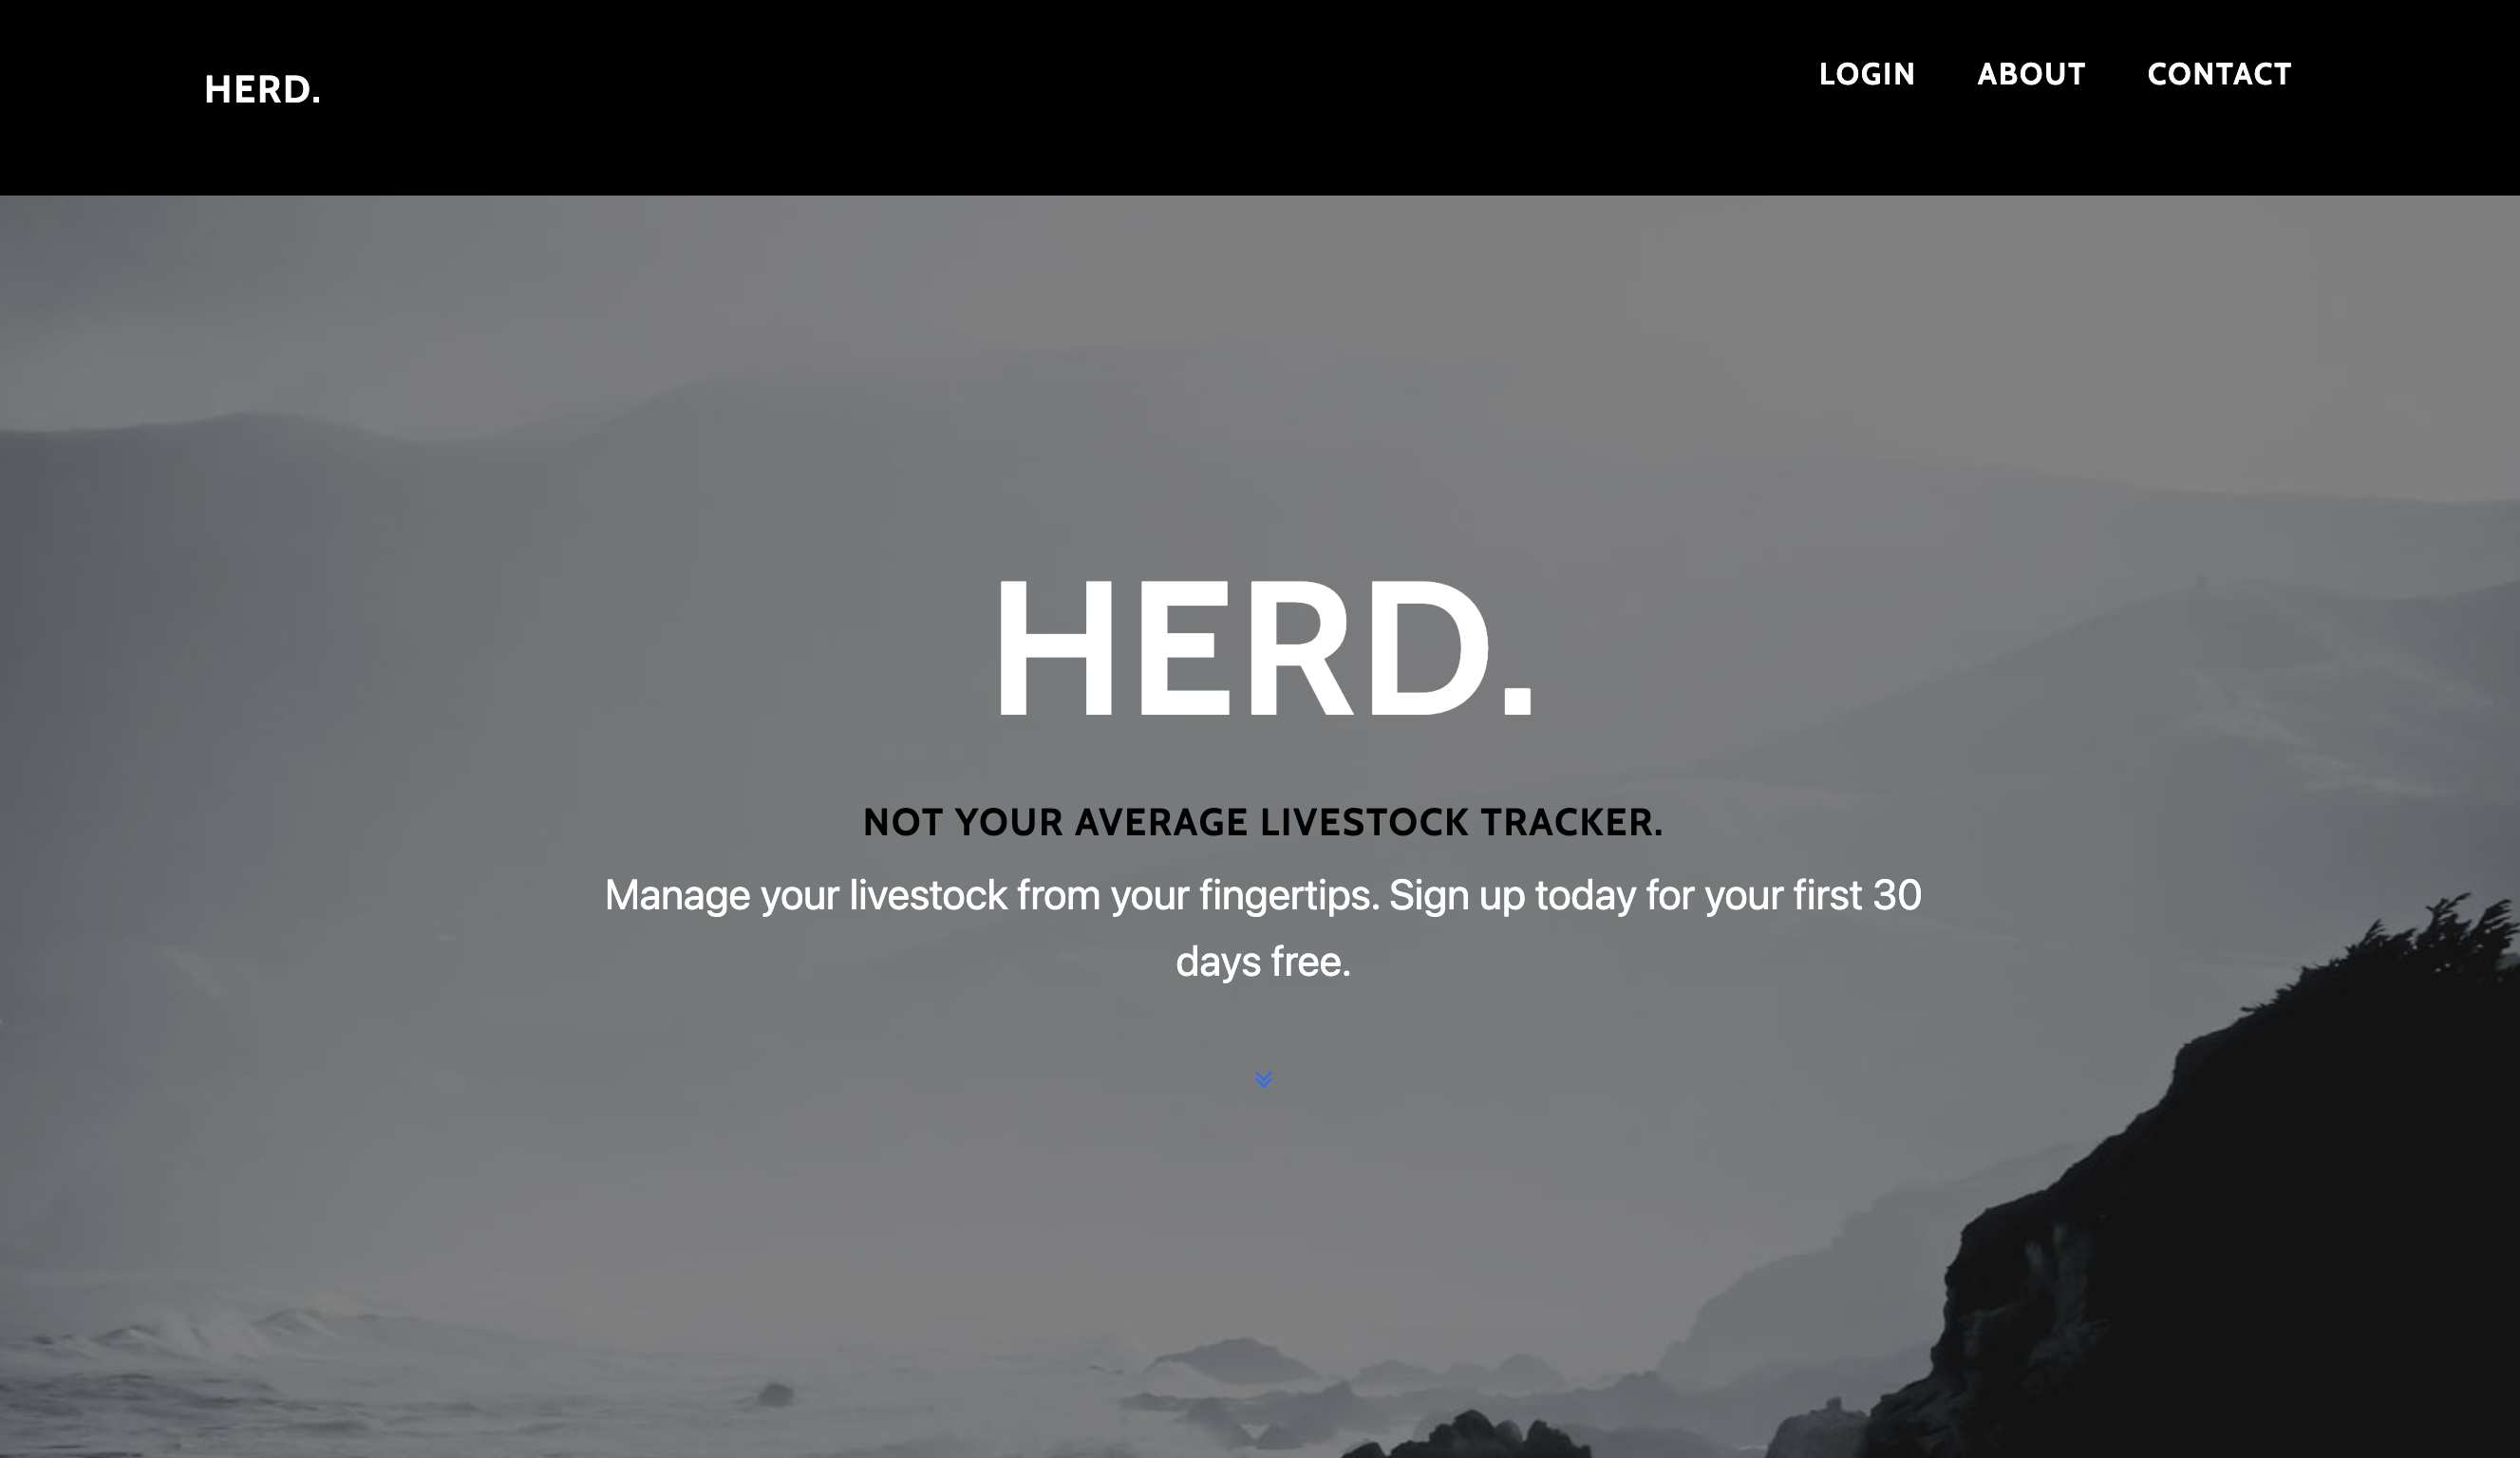 HERD.
LOGIN ABOUT CONTACT
HERD.
NOT YOUR AVERAGE LIVESTOCK TRACKER.
Manage your livestock from your fingertips. Sign up today for your first 30
days free.